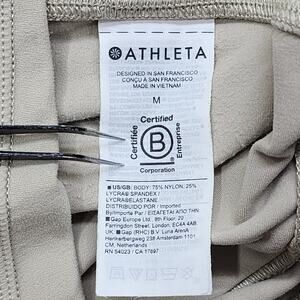 ATHLETA
DESIGNED IN SAN FRANCISCO
CONÇU À SAN FRANCISCO
MADE IN VIETNAM
M
Certified
Certifiée
B
Entreprise
Corporation
US/GB: BODY: 75% NYLON, 25%
LYCRA® SPANDEX /
LYCRA®ELASTANE
DISTRIBUTED PAR / Imported
By/Importé Par / ΕΙΣΑΓΕΤΑΙ ΑΠΟ ΤΗΝ
UK Gap Europe Ltd., 8th Floor, 20
Farringdon Street, London, EC4A 4AB,
Gap (RHC) B.V. Luna ArenA
Herikerbergweg 238 Amsterdam 1101
CM, Netherlands
RN 54023 / CA 17897